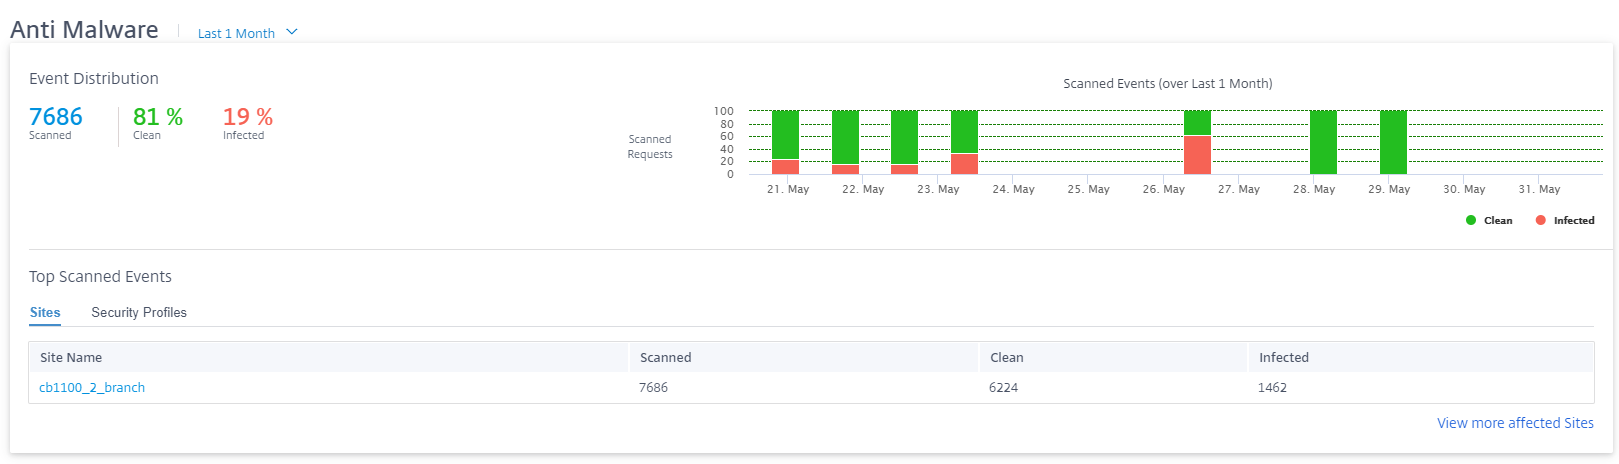 Anti Malware
Last 1 Month
Event Distribution
7686
Scanned
81 %
Clean
19 %
Infected
Scanned Events (over Last 1 Month)
Scanned
Requests
100
80
60
40
20
0
21. May 22. May 23. May 24. May 25. May 26. May 27. May 28. May 29. May 30. May 31. May
Clean Infected
Top Scanned Events
Sites Security Profiles
Site Name Scanned Clean Infected
cb1100_2_branch 7686 6224 1462
View more affected Sites